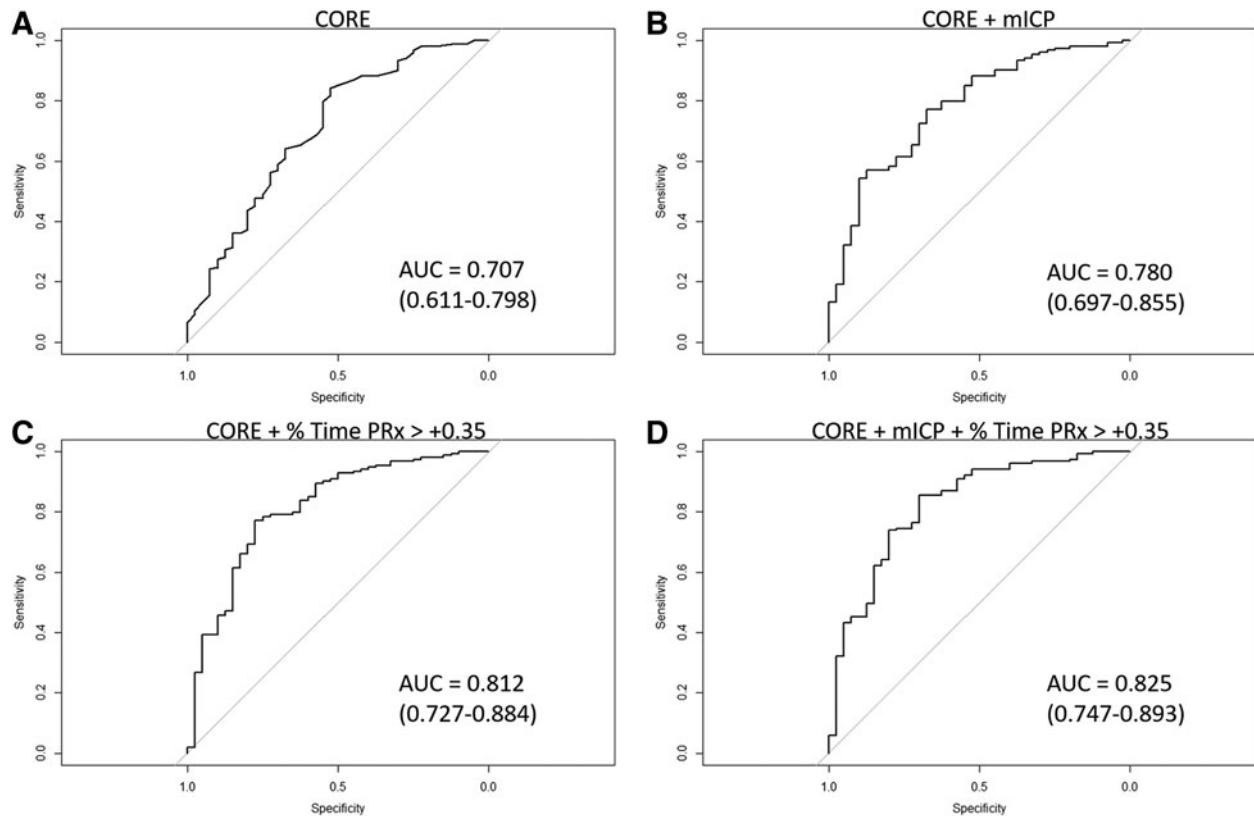 A
CORE
1.0
0.8
0.6
0.4
0.2
0.0
Sensitivity
AUC = 0.707
(0.611-0.798)
1.0 0.5 0.0
Specificity
B
CORE + mICP
1.0
0.8
0.6
0.4
0.2
0.0
Sensitivity
AUC = 0.780
(0.697-0.855)
1.0 0.5 0.0
Specificity
C
CORE + % Time PRx > +0.35
1.0
0.8
0.6
0.4
0.2
0.0
Sensitivity
AUC = 0.812
(0.727-0.884)
1.0 0.5 0.0
Specificity
D
CORE + mICP + % Time PRx > +0.35
1.0
0.8
0.6
0.4
0.2
0.0
Sensitivity
AUC = 0.825
(0.747-0.893)
1.0 0.5 0.0
Specificity